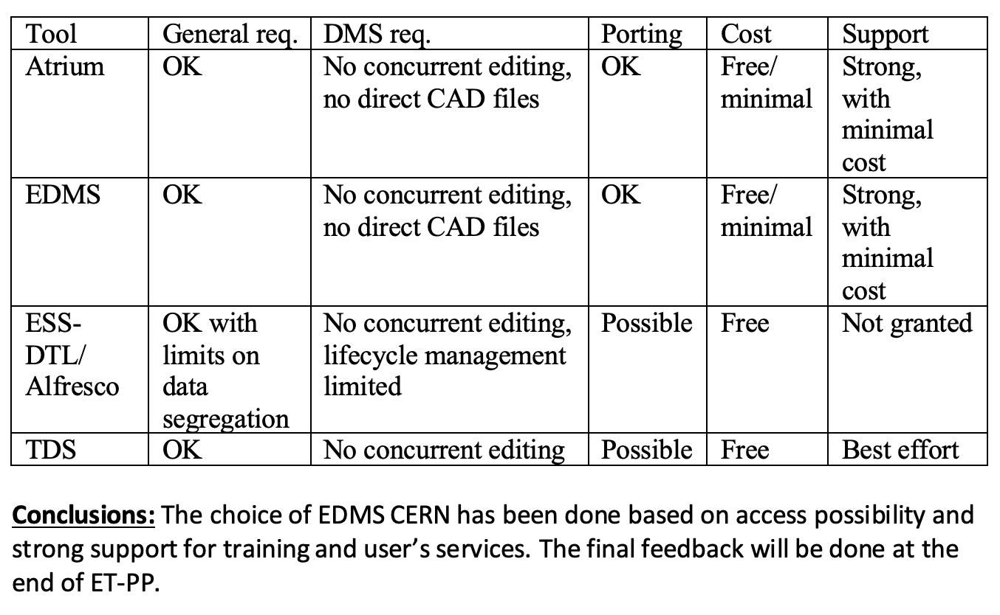 Tool General req. DMS req. Porting Cost Support
Atrium OK No concurrent editing, OK Free/ Strong,
no direct CAD files minimal with
minimal
cost
EDMS OK No concurrent editing, OK Free/ Strong,
no direct CAD files minimal with
minimal
cost
ESS- OK with No concurrent editing, Possible Free Not granted
DTL/ limits on lifecycle management
Alfresco data limited
segregation
TDS OK No concurrent editing Possible Free Best effort
Conclusions: The choice of EDMS CERN has been done based on access possibility and
strong support for training and user’s services. The final feedback will be done at the
end of ET-PP.